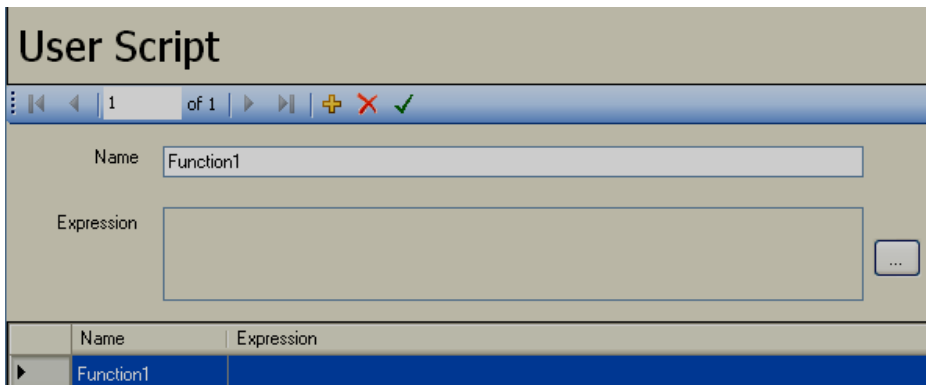 User Script
1 of 1
Name Function1
Expression
...
Name Expression
Function1